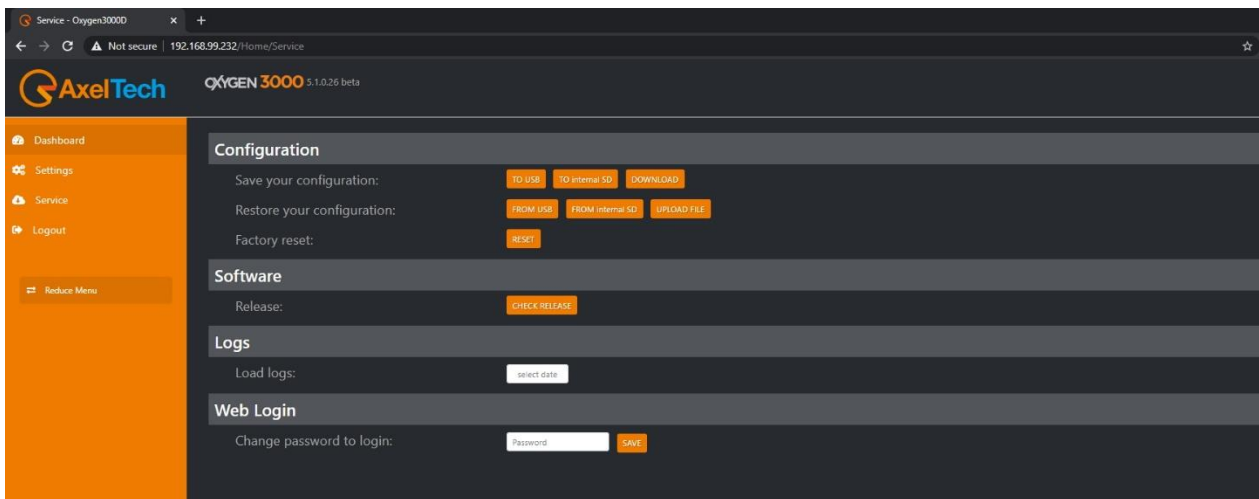 Service - Oxygen3000D
Not secure | 192.168.99.232/Home/Service
AxelTech
OXYGEN 3000 5.1.0.26 beta
Dashboard
Settings
Service
Logout
Reduce Menu
Configuration
Save your configuration: TO USB TO internal SD DOWNLOAD
Restore your configuration: FROM USB FROM internal SD UPLOAD FILE
Factory reset: RESET
Software
Release: CHECK RELEASE
Logs
Load logs: select date
Web Login
Change password to login: Password SAVE